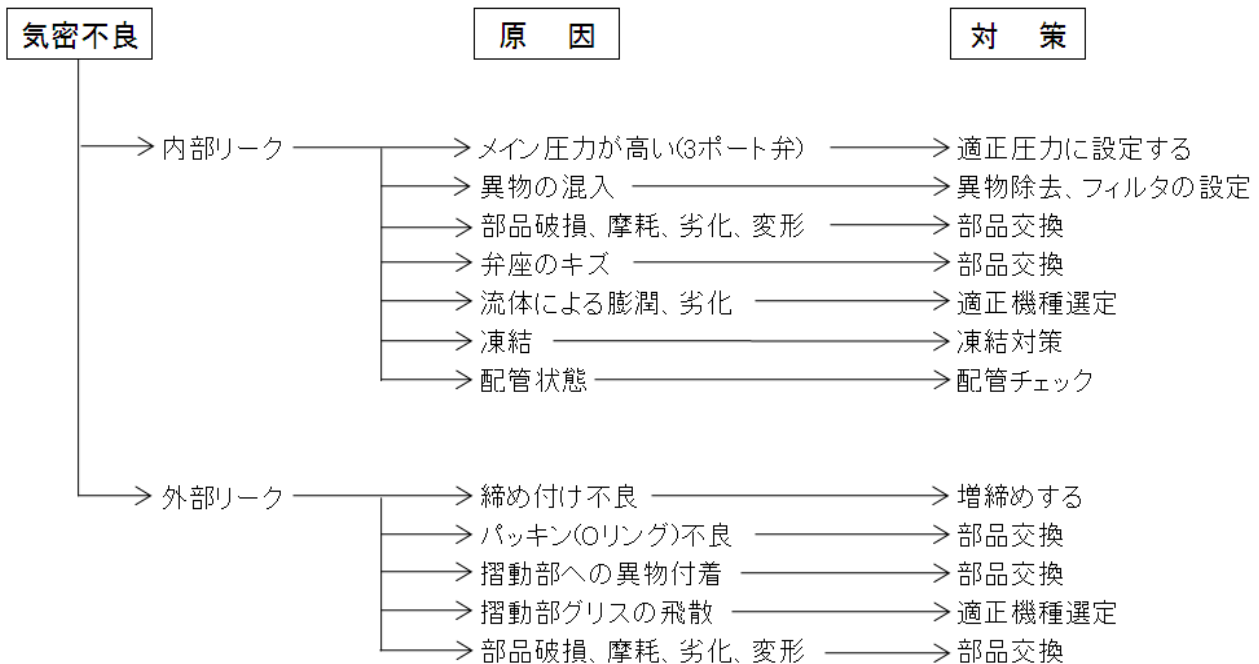 気密不良 原 因 対 策
内部リーク メイン圧力が高い(3ポート弁) 適正圧力に設定する
異物の混入 異物除去、フィルタの設定
部品破損、摩耗、劣化、変形 部品交換
弁座のキズ 部品交換
流体による膨潤、劣化 適正機種選定
凍結 凍結対策
配管状態 配管チェック
外部リーク 締め付け不良 増締めする
パッキン(Oリング)不良 部品交換
摺動部への異物付着 部品交換
摺動部グリスの飛散 適正機種選定
部品破損、摩耗、劣化、変形 部品交換